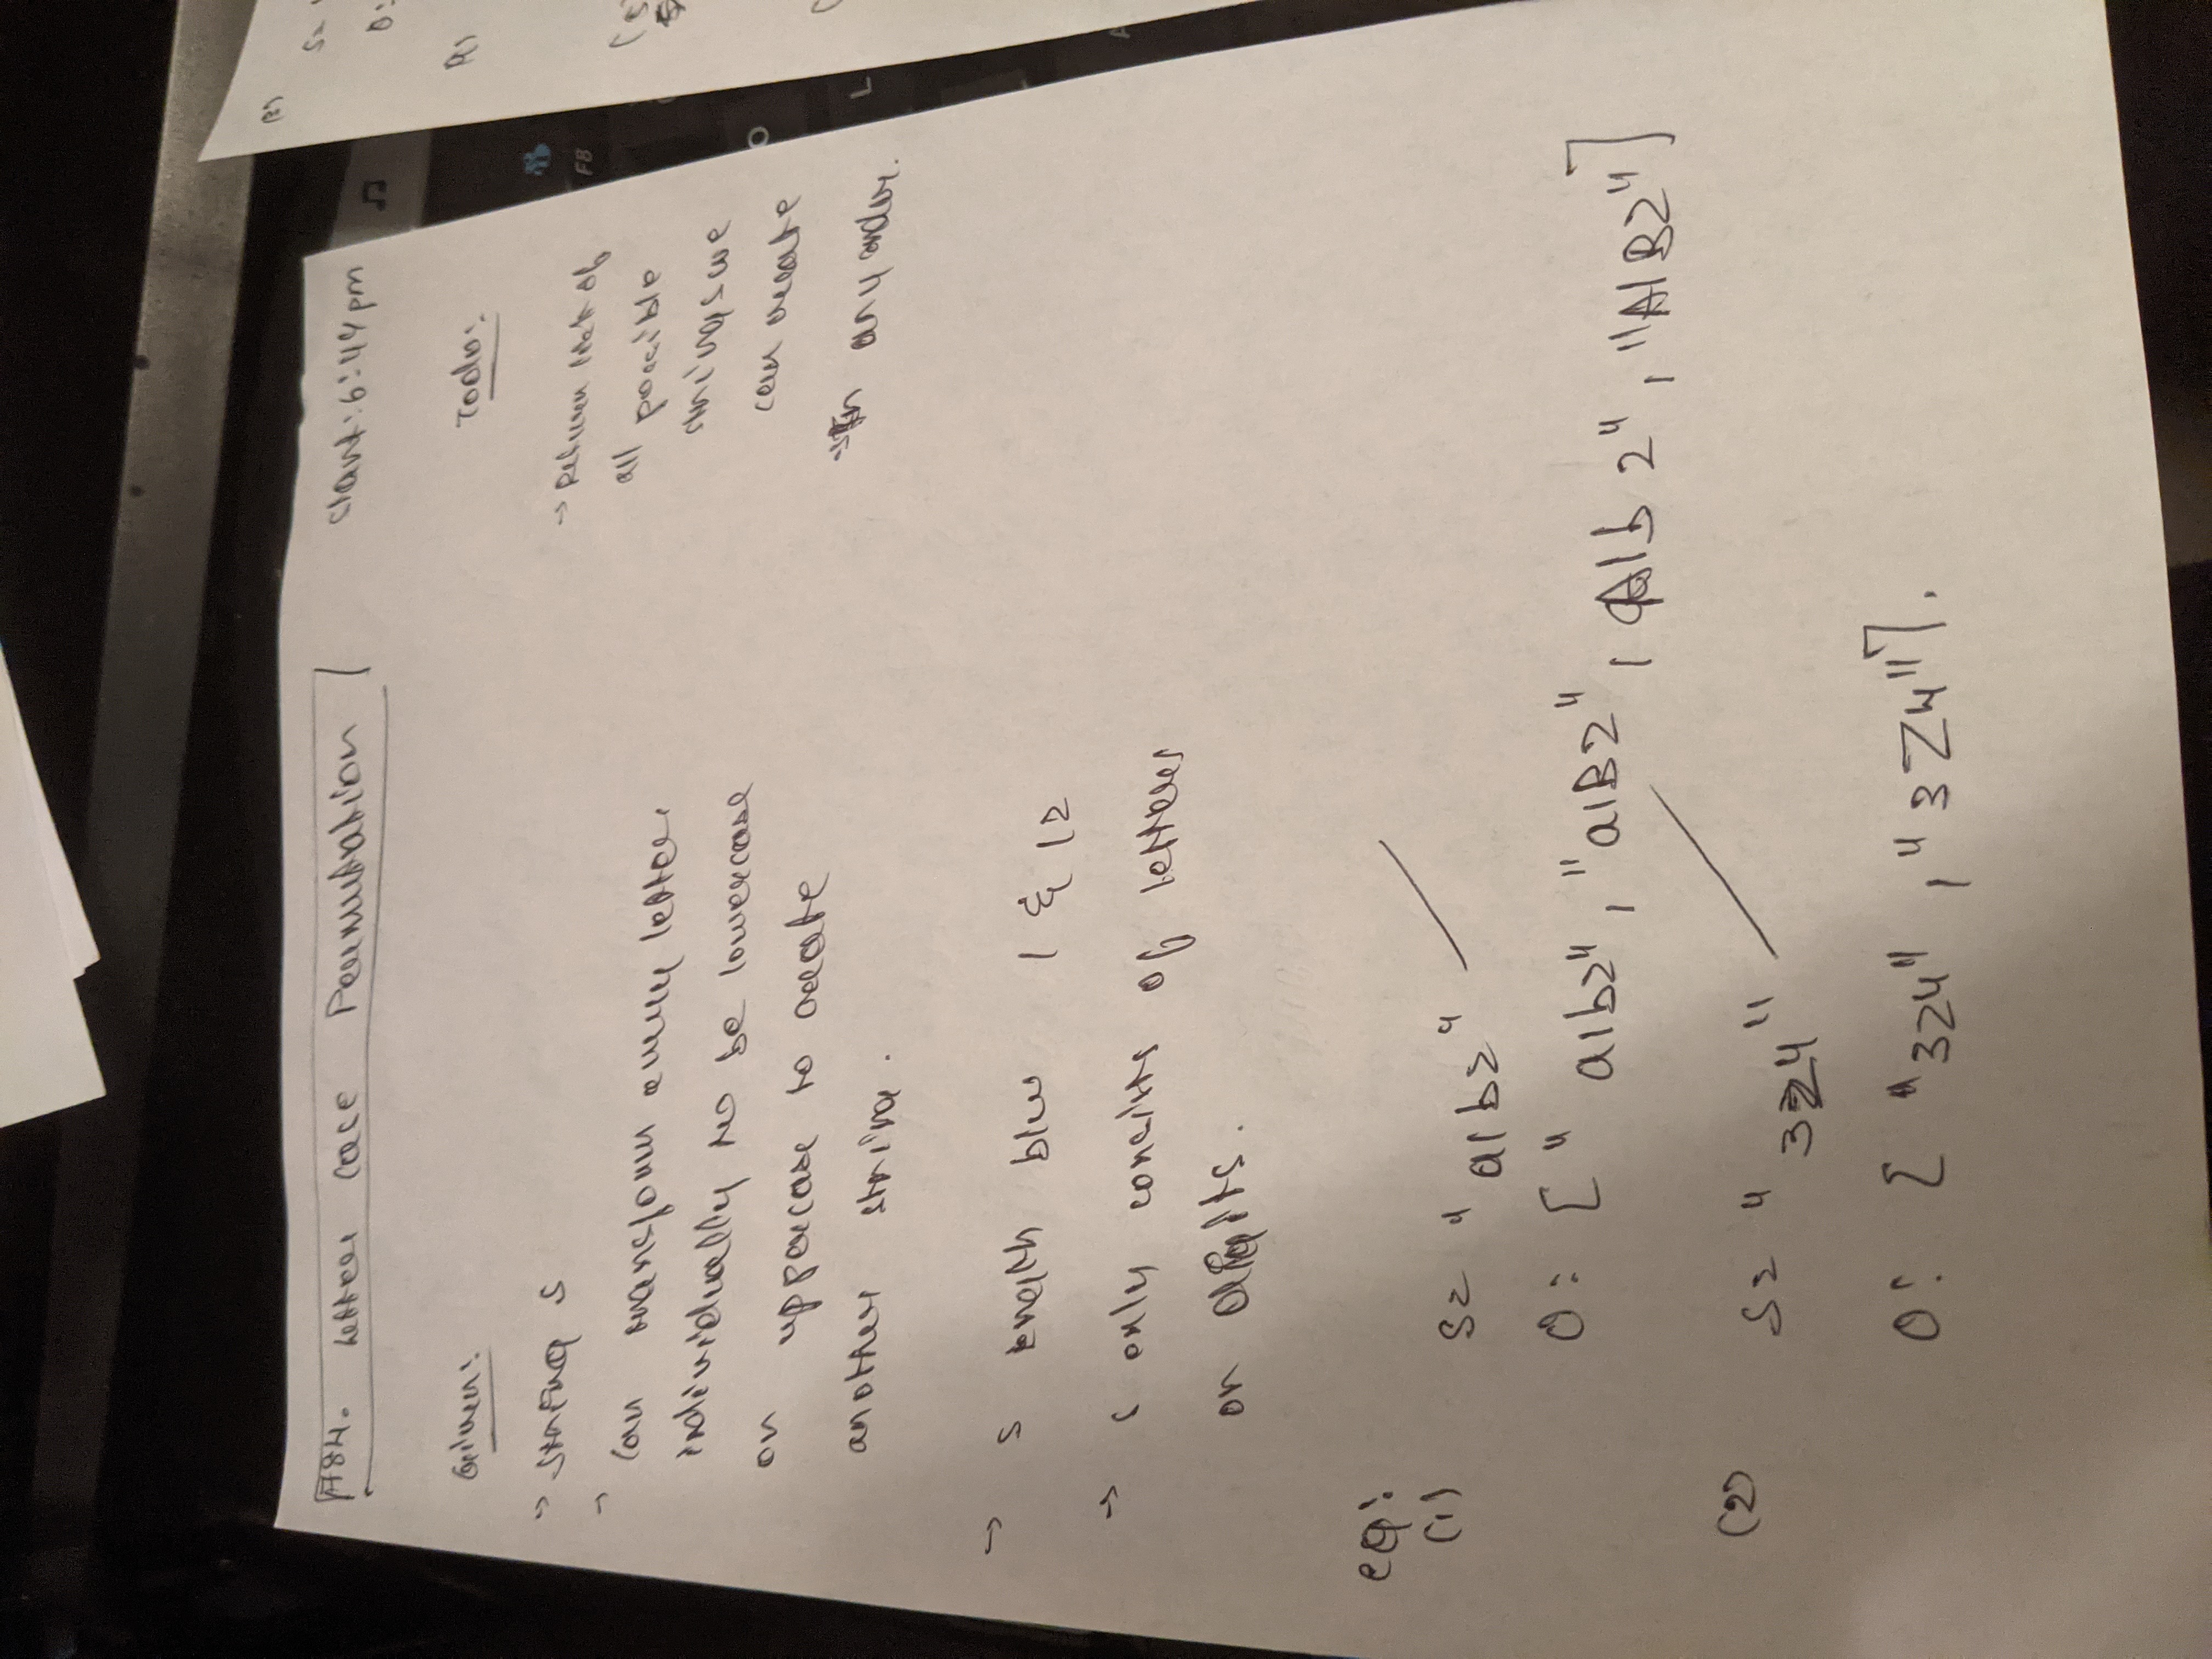 784. Letter Case Permutation
Start: 6:44 pm
Given:
→ String s
→ Can transform every letter
individually to be lowercase
or uppercase to create
another string.
→ s length b/w 1 & 12
→ s only consists of letters
or digits.
Todo:
→ Return list of
all possible
strings we
can create
→ In any order.
eg:
(1) S= "a1b2"
O: ["a1b2", "a1B2", A1b2", "A1B2"]
(2) S= "3z4"
O: ["3z4", "3Z4"].
(B)
S=
O:
A)
F8
O
L